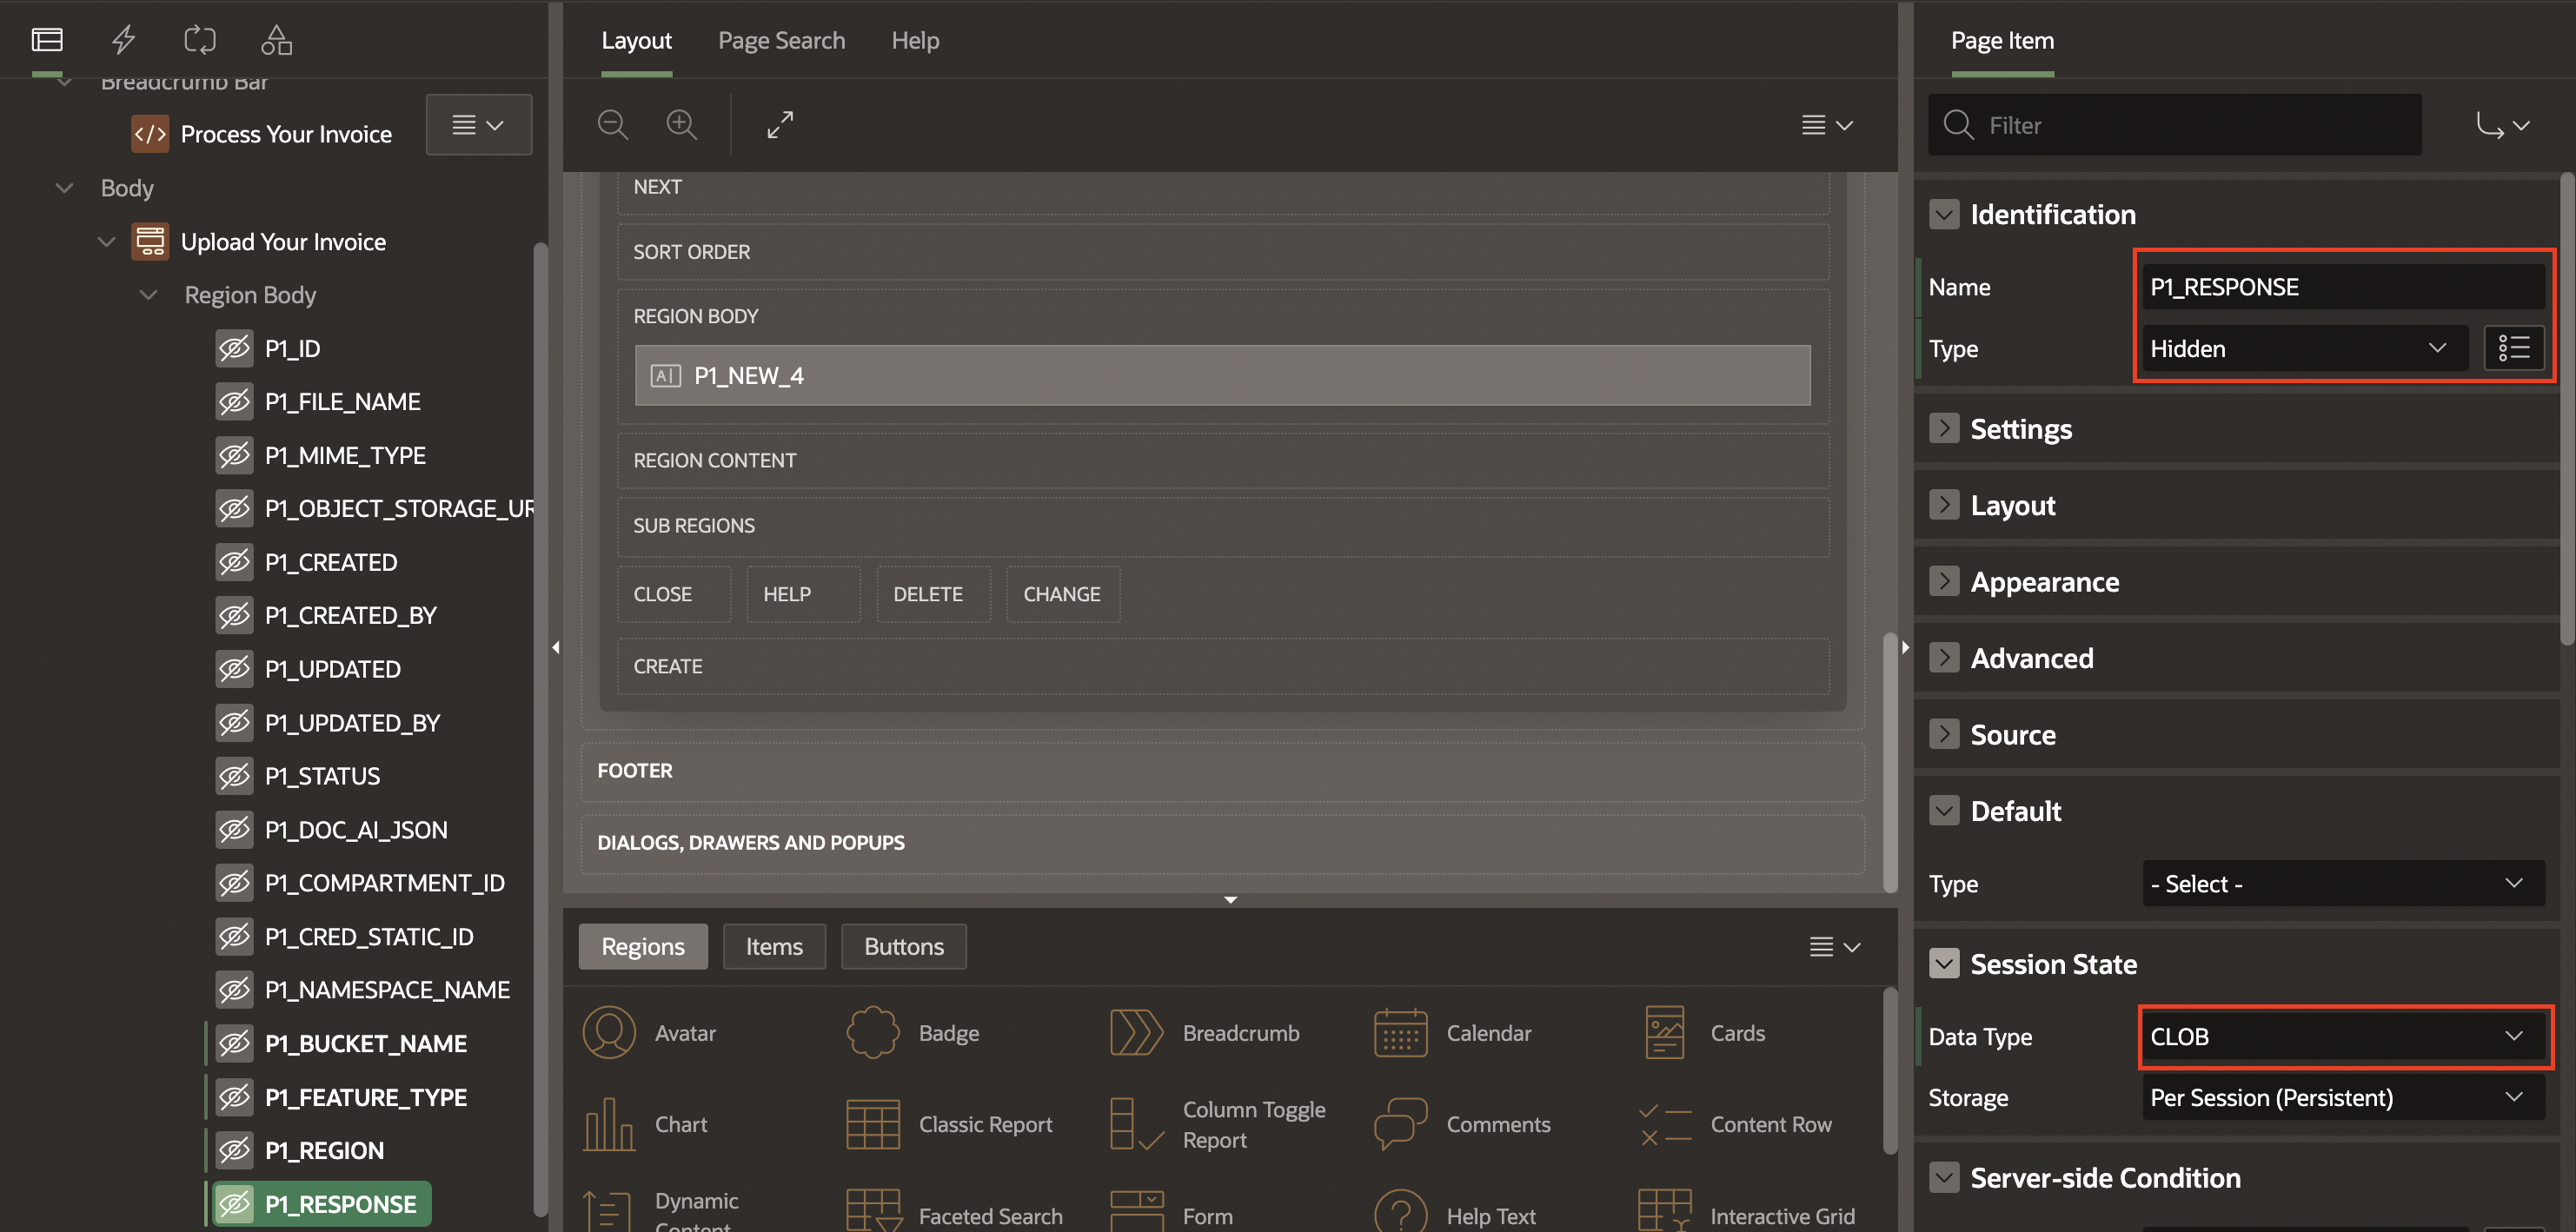 Breadcrumb Bar
Process Your Invoice
Body
Upload Your Invoice
Region Body
P1_ID
P1_FILE_NAME
P1_MIME_TYPE
P1_OBJECT_STORAGE_UR
P1_CREATED
P1_CREATED_BY
P1_UPDATED
P1_UPDATED_BY
P1_STATUS
P1_DOC_AI_JSON
P1_COMPARTMENT_ID
P1_CRED_STATIC_ID
P1_NAMESPACE_NAME
P1_BUCKET_NAME
P1_FEATURE_TYPE
P1_REGION
P1_RESPONSE
Layout Page Search Help
NEXT
SORT ORDER
REGION BODY
P1_NEW_4
REGION CONTENT
SUB REGIONS
CLOSE HELP DELETE CHANGE
CREATE
FOOTER
DIALOGS, DRAWERS AND POPUPS
Regions Items Buttons
Avatar Badge Breadcrumb Calendar Cards
Chart Classic Report Column Toggle Report Comments Content Row
Dynamic Content Faceted Search Form Help Text Interactive Grid
Page Item
Filter
Identification
Name P1_RESPONSE
Type Hidden
Settings
Layout
Appearance
Advanced
Source
Default
Type - Select -
Session State
Data Type CLOB
Storage Per Session (Persistent)
Server-side Condition